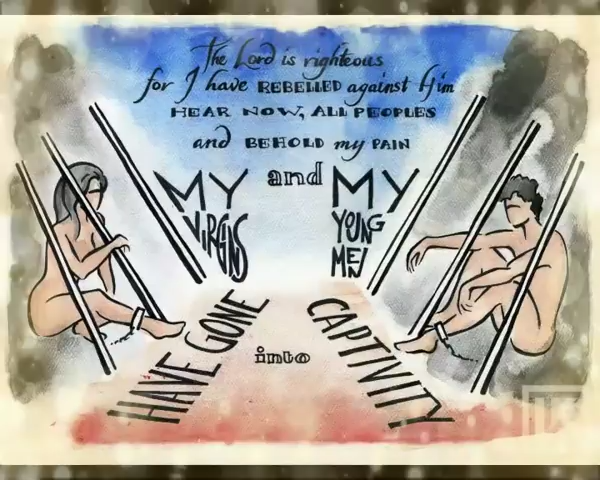 The Lord is righteous
for I have REBELLED against Him
HEAR NOW, ALL PEOPLES
and BEHOLD my PAIN
MY and MY
VIRGINS YOUNG
MEN
HAVE GONE into CAPTIVITY